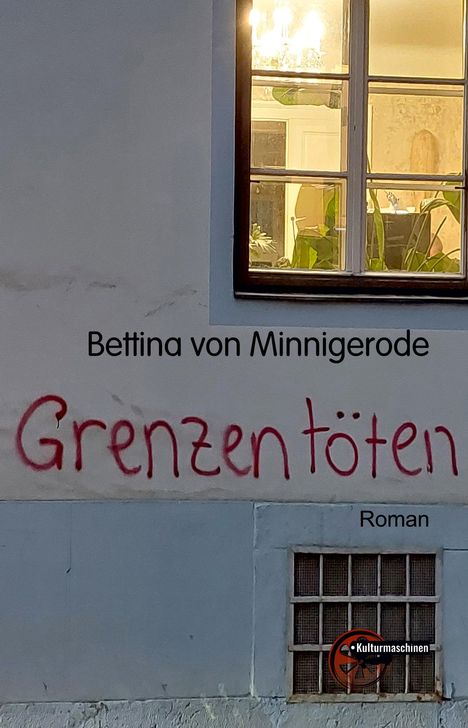 Bettina von Minnigerode
Grenzen töten
Roman
Kulturmaschinen